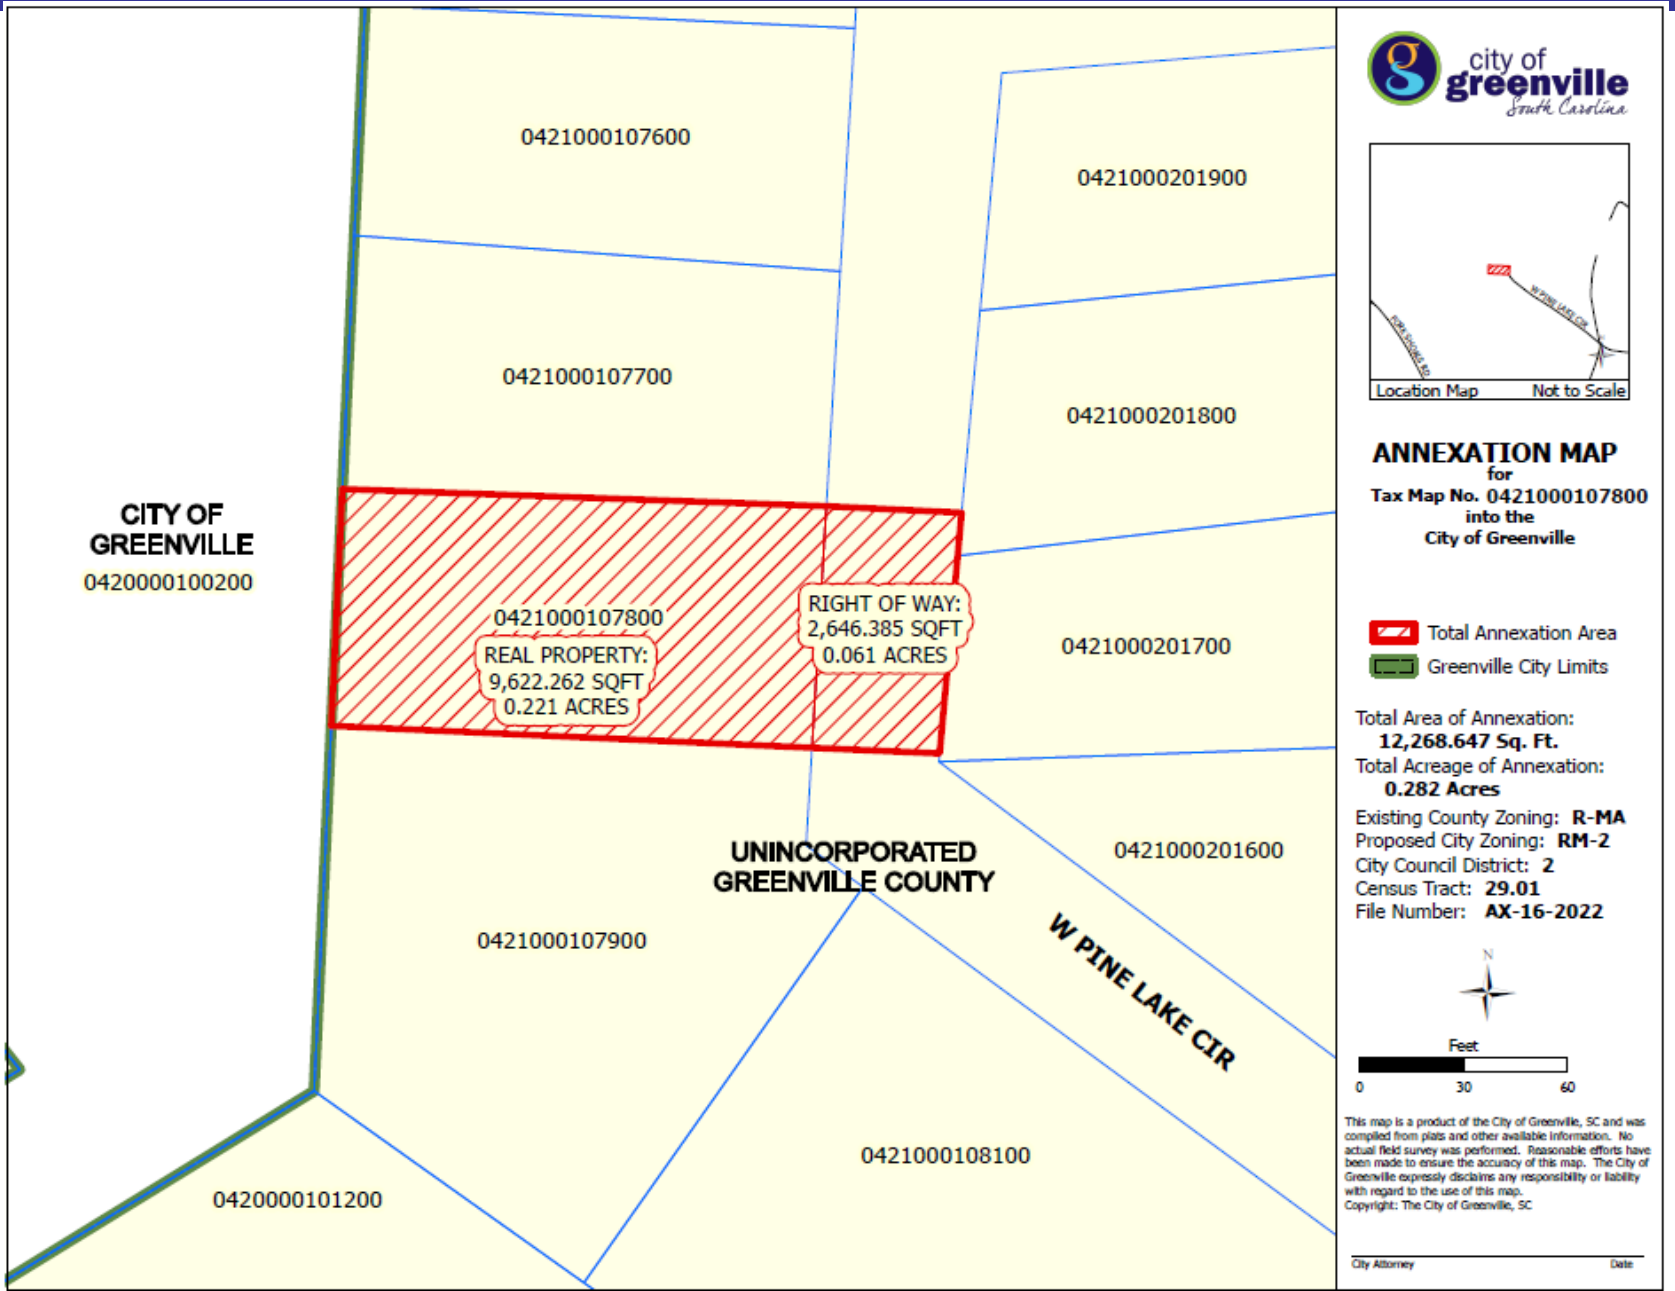 0421000107600
0421000201900
0421000107700
0421000201800
CITY OF
GREENVILLE
0420000100200
0421000107800
REAL PROPERTY:
9,622.262 SQFT
0.221 ACRES
RIGHT OF WAY:
2,646.385 SQFT
0.061 ACRES
0421000201700
UNINCORPORATED
GREENVILLE COUNTY
0421000201600
0421000107900
W PINE LAKE CIR
0421000108100
0420000101200
city of
greenville
South Carolina
W PINE LAKE CIR
Location Map Not to Scale
ANNEXATION MAP
for
Tax Map No. 0421000107800
into the
City of Greenville
Total Annexation Area
Greenville City Limits
Total Area of Annexation:
12,268.647 Sq. Ft.
Total Acreage of Annexation:
0.282 Acres
Existing County Zoning: R-MA
Proposed City Zoning: RM-2
City Council District: 2
Census Tract: 29.01
File Number: AX-16-2022
N
Feet
0 30 60
This map is a product of the City of Greenville, SC and was
compiled from plats and other available information. No
actual field survey was performed. Reasonable efforts have
been made to ensure the accuracy of this map. The City of
Greenville expressly disclaims any responsibility or liability
with regard to the use of this map.
Copyright: The City of Greenville, SC
City Attorney Date